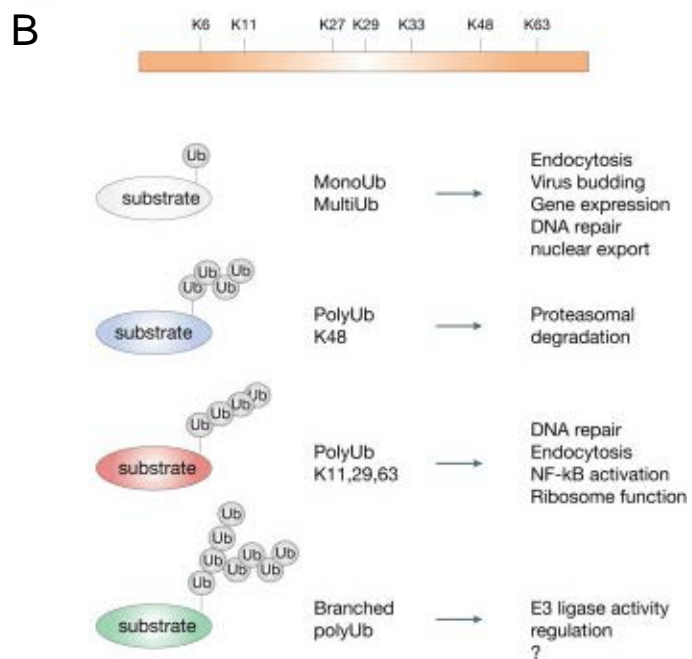 B
K6 K11 K27 K29 K33 K48 K63
Ub
substrate
MonoUb
MultiUb
Endocytosis
Virus budding
Gene expression
DNA repair
nuclear export
Ub Ub Ub Ub
substrate
PolyUb
K48
Proteasomal
degradation
Ub Ub Ub Ub
substrate
PolyUb
K11,29,63
DNA repair
Endocytosis
NF-kB activation
Ribosome function
Ub
Ub
Ub Ub Ub
Ub Ub Ub
substrate
Branched
polyUb
E3 ligase activity
regulation
?